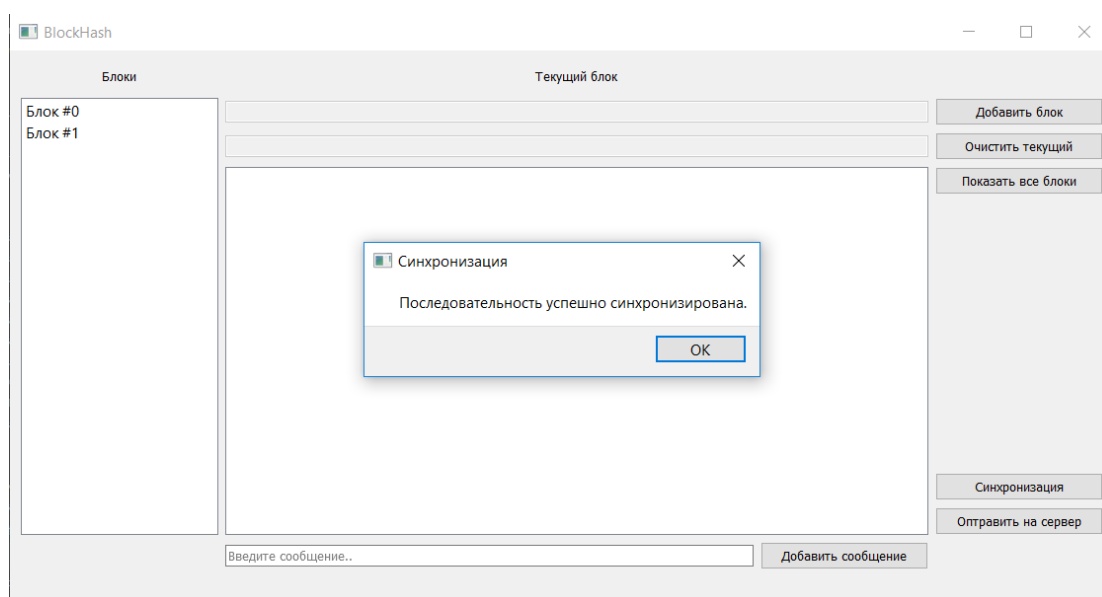 BlockHash
Блоки
Текущий блок
Блок #0
Блок #1
Добавить блок
Очистить текущий
Показать все блоки
Синхронизация
Последовательность успешно синхронизирована.
OK
Синхронизация
Оптравить на сервер
Введите сообщение..
Добавить сообщение